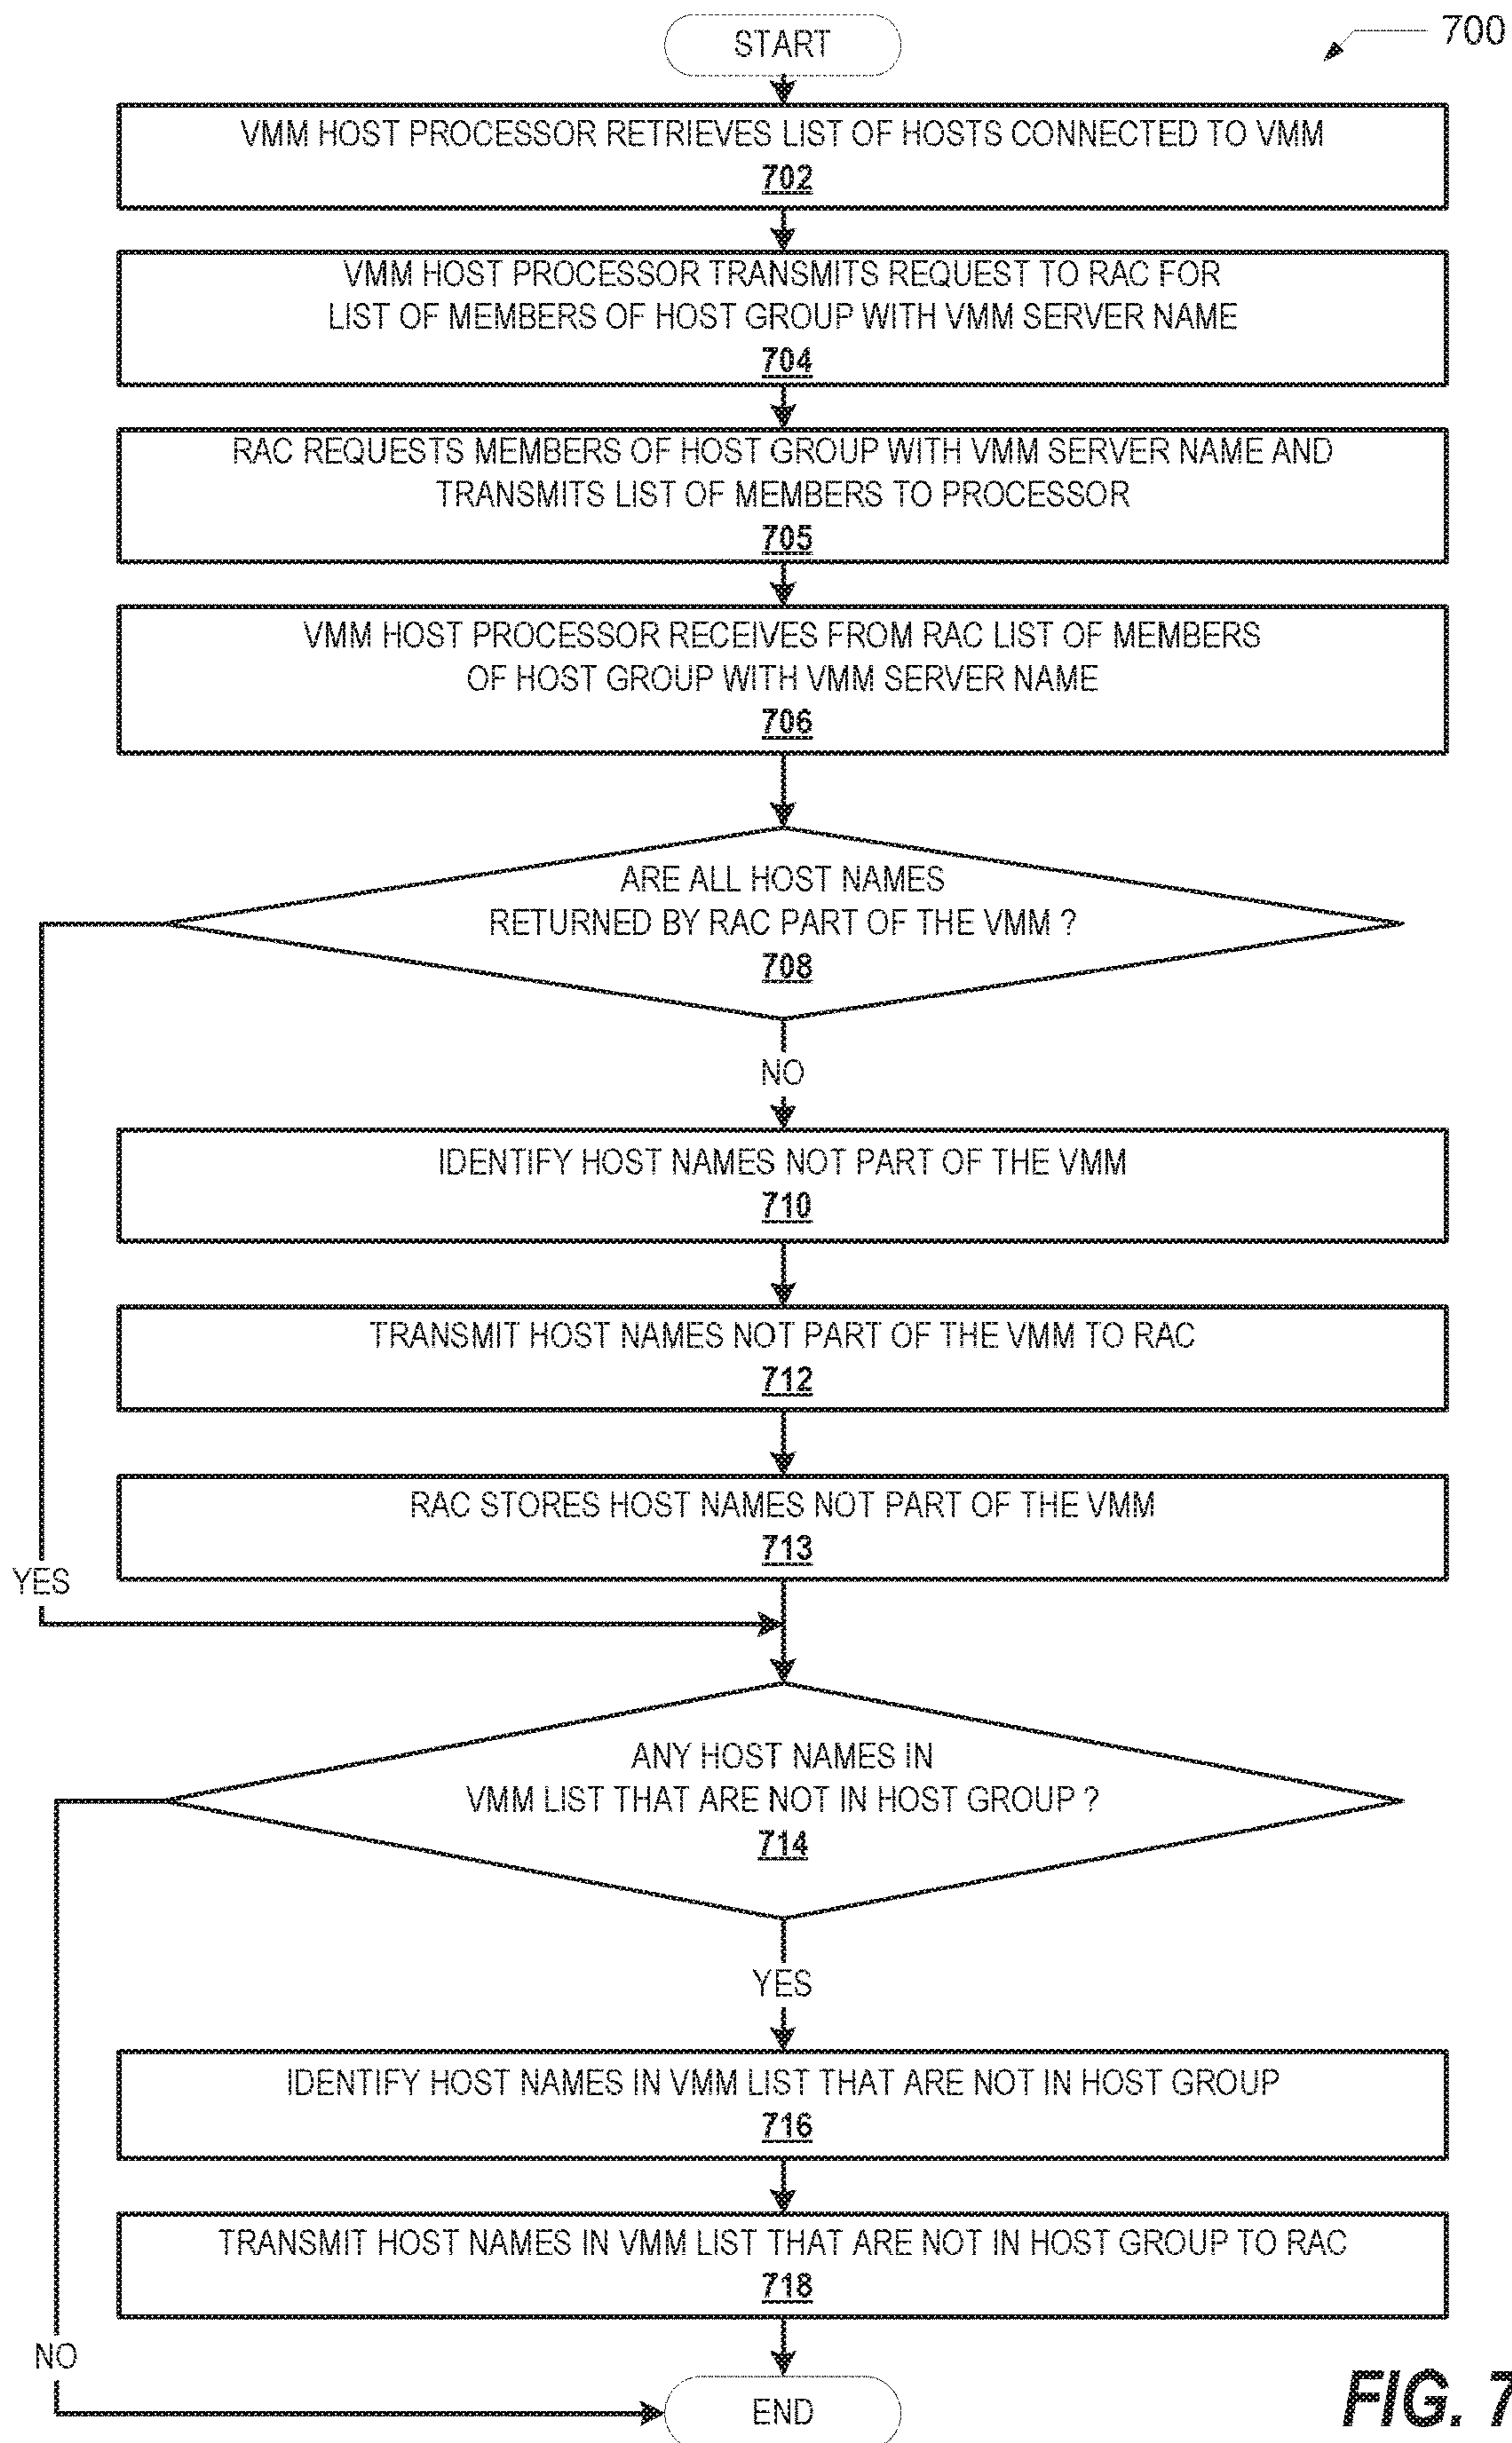 START
700
VMM HOST PROCESSOR RETRIEVES LIST OF HOSTS CONNECTED TO VMM
702
VMM HOST PROCESSOR TRANSMITS REQUEST TO RAC FOR
LIST OF MEMBERS OF HOST GROUP WITH VMM SERVER NAME
704
RAC REQUESTS MEMBERS OF HOST GROUP WITH VMM SERVER NAME AND
TRANSMITS LIST OF MEMBERS TO PROCESSOR
705
VMM HOST PROCESSOR RECEIVES FROM RAC LIST OF MEMBERS
OF HOST GROUP WITH VMM SERVER NAME
706
ARE ALL HOST NAMES
RETURNED BY RAC PART OF THE VMM ?
708
NO
IDENTIFY HOST NAMES NOT PART OF THE VMM
710
TRANSMIT HOST NAMES NOT PART OF THE VMM TO RAC
712
RAC STORES HOST NAMES NOT PART OF THE VMM
713
YES
ANY HOST NAMES IN
VMM LIST THAT ARE NOT IN HOST GROUP ?
714
YES
IDENTIFY HOST NAMES IN VMM LIST THAT ARE NOT IN HOST GROUP
716
TRANSMIT HOST NAMES IN VMM LIST THAT ARE NOT IN HOST GROUP TO RAC
718
NO
END
FIG. 7